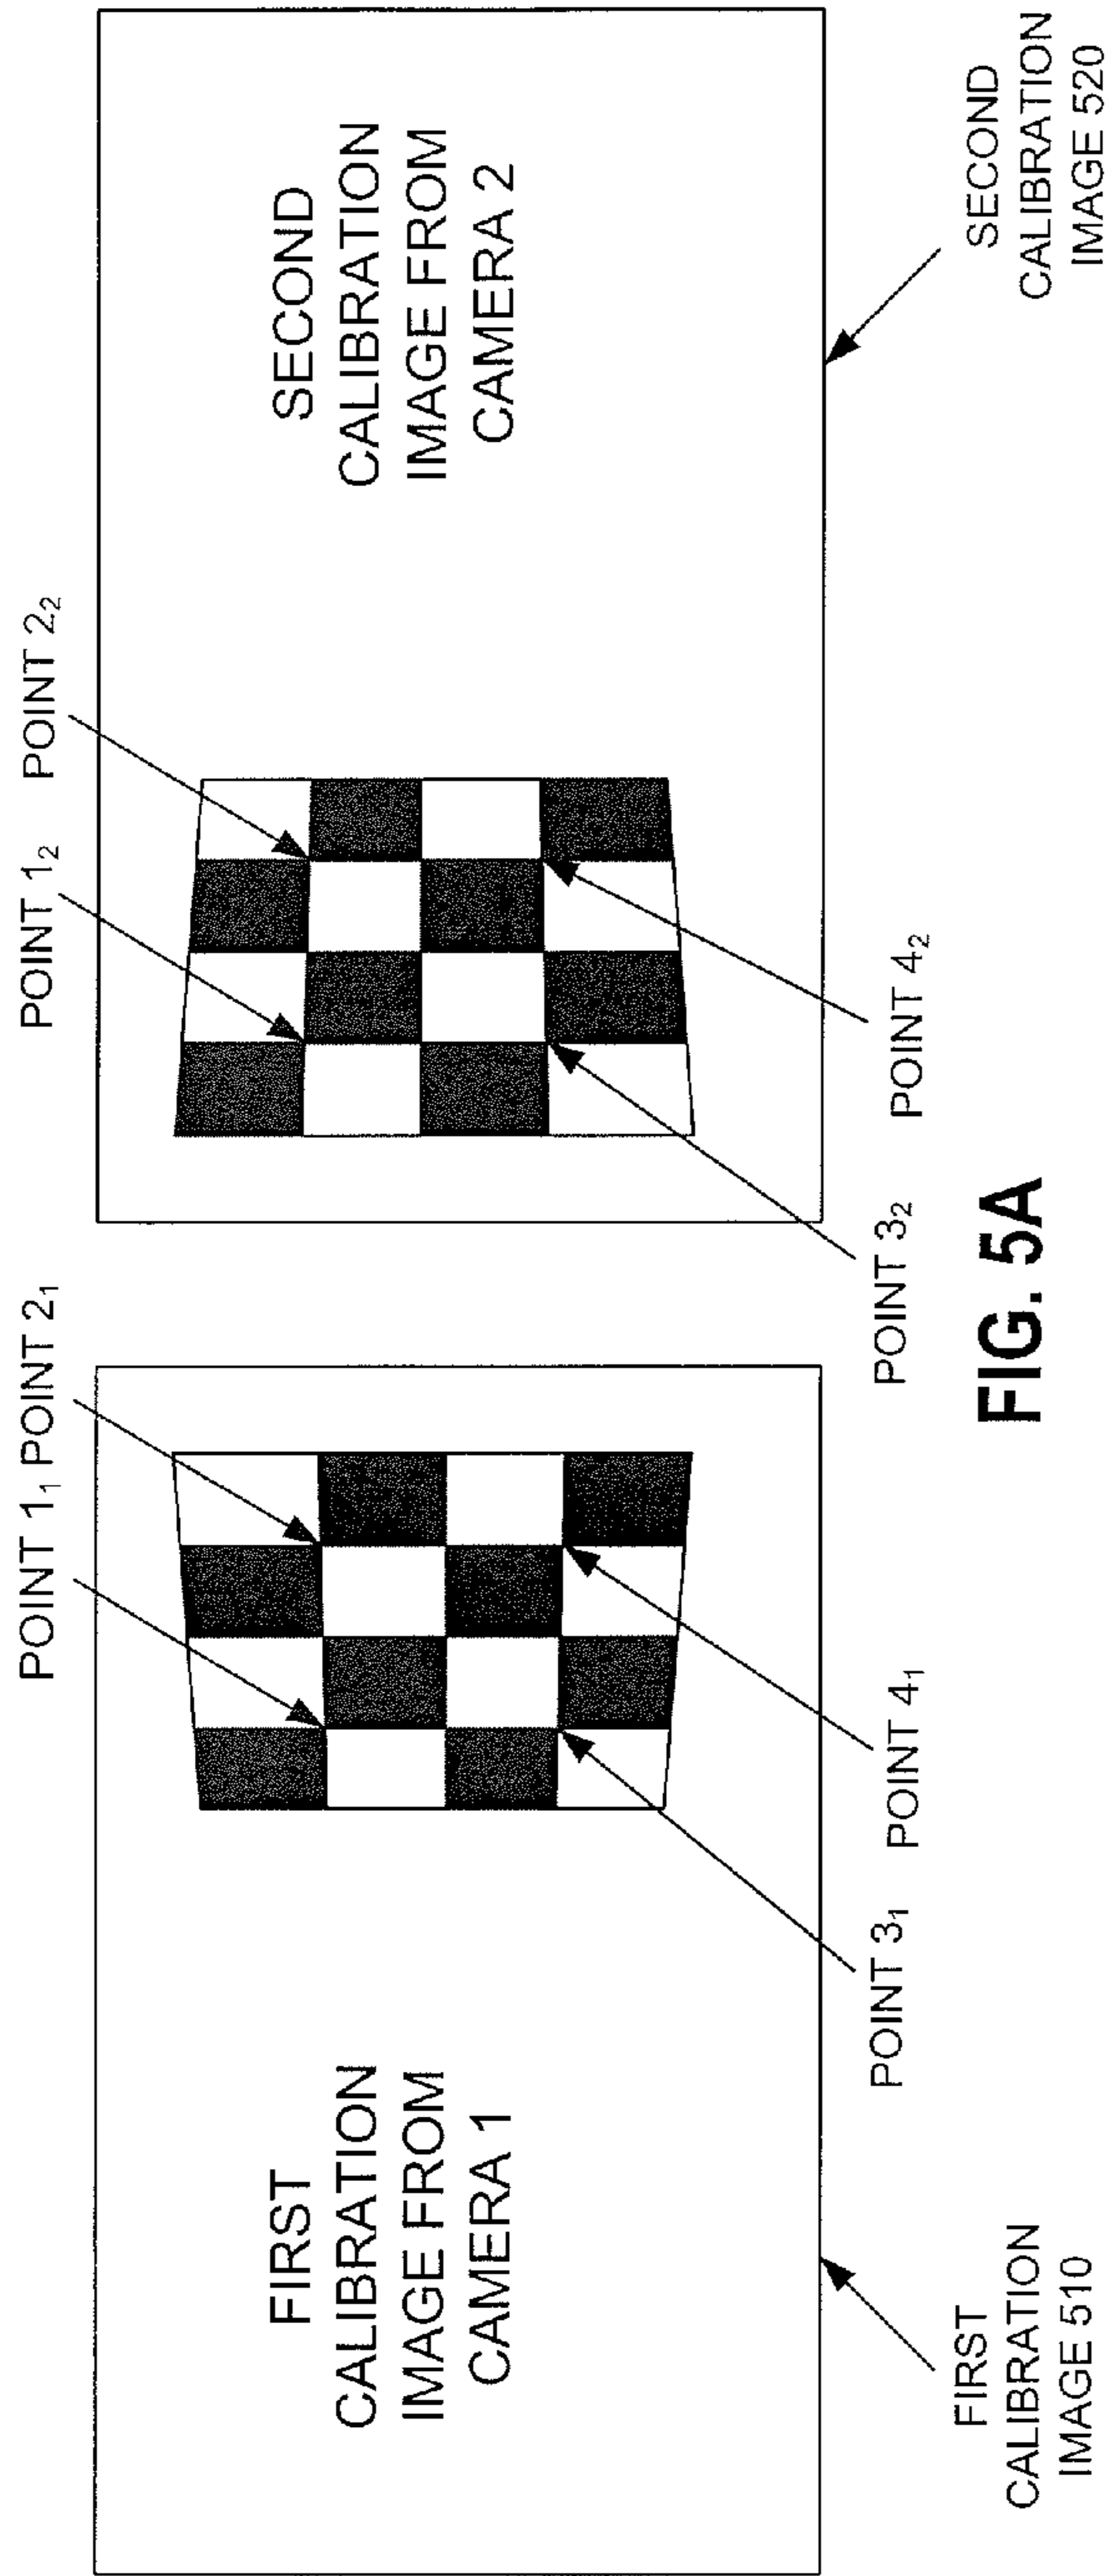 POINT 1₁
POINT 2₁
POINT 1₂
POINT 2₂
FIRST
CALIBRATION
IMAGE FROM
CAMERA 1
SECOND
CALIBRATION
IMAGE FROM
CAMERA 2
POINT 3₁
POINT 4₁
POINT 3₂
POINT 4₂
FIRST
CALIBRATION
IMAGE 510
SECOND
CALIBRATION
IMAGE 520
FIG. 5A